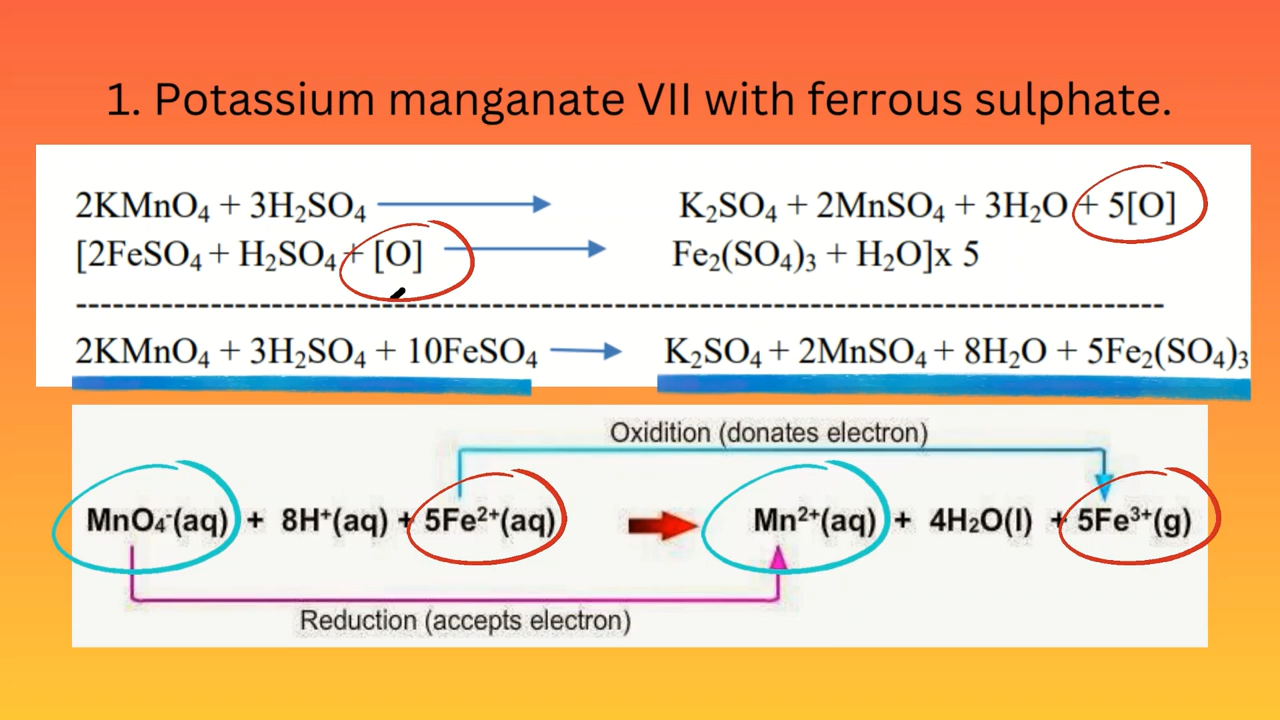 1. Potassium manganate VII with ferrous sulphate.
2KMnO₄ + 3H₂SO₄ ⟶ K₂SO₄ + 2MnSO₄ + 3H₂O + 5[O]
[2FeSO₄ + H₂SO₄ + [O] ⟶ Fe₂(SO₄)₃ + H₂O]x 5
2KMnO₄ + 3H₂SO₄ + 10FeSO₄ ⟶ K₂SO₄ + 2MnSO₄ + 8H₂O + 5Fe₂(SO₄)₃
Oxidition (donates electron)
MnO₄⁻(aq) + 8H⁺(aq) + 5Fe²⁺(aq) ➡ Mn²⁺(aq) + 4H₂O(l) + 5Fe³⁺(g)
Reduction (accepts electron)